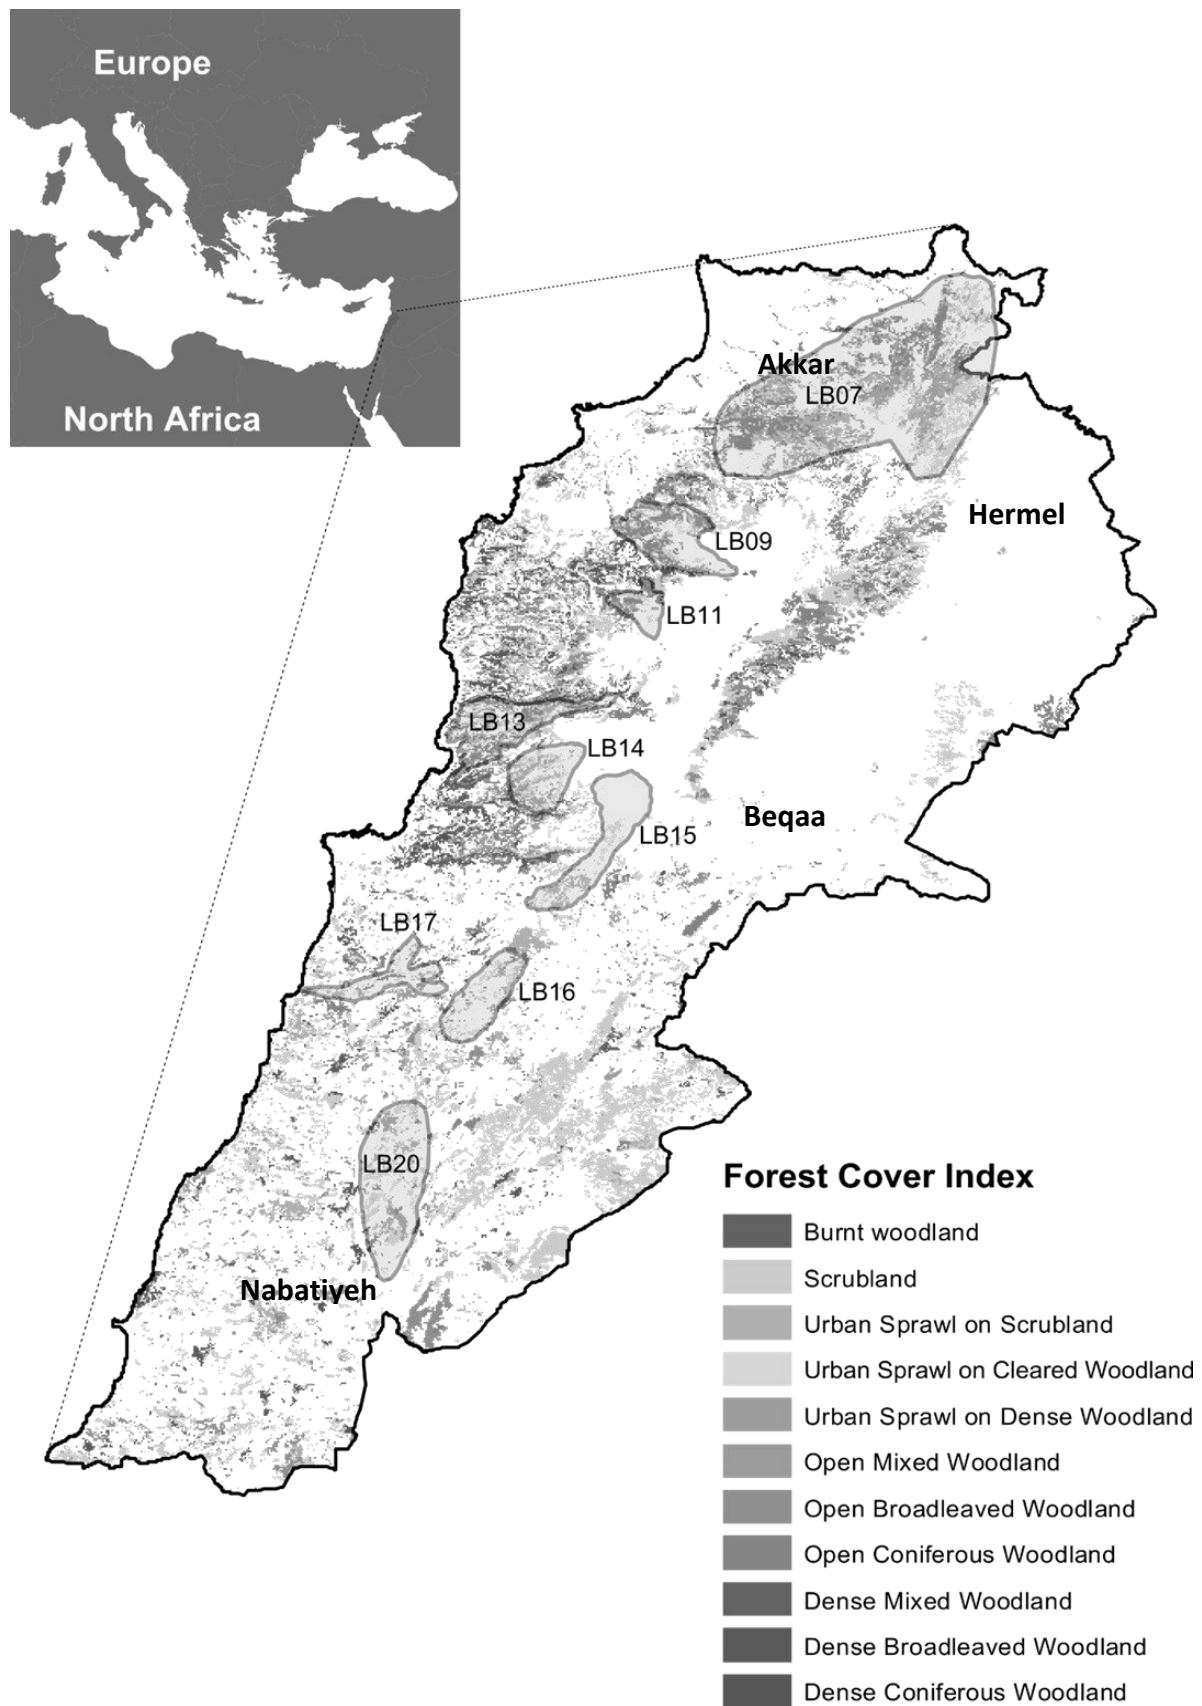 Europe
North Africa
Akkar
LB07
Hermel
LB09
LB11
LB13
LB14
Beqaa
LB15
LB17
LB16
LB20
Nabatiyeh
Forest Cover Index
Burnt woodland
Scrubland
Urban Sprawl on Scrubland
Urban Sprawl on Cleared Woodland
Urban Sprawl on Dense Woodland
Open Mixed Woodland
Open Broadleaved Woodland
Open Coniferous Woodland
Dense Mixed Woodland
Dense Broadleaved Woodland
Dense Coniferous Woodland